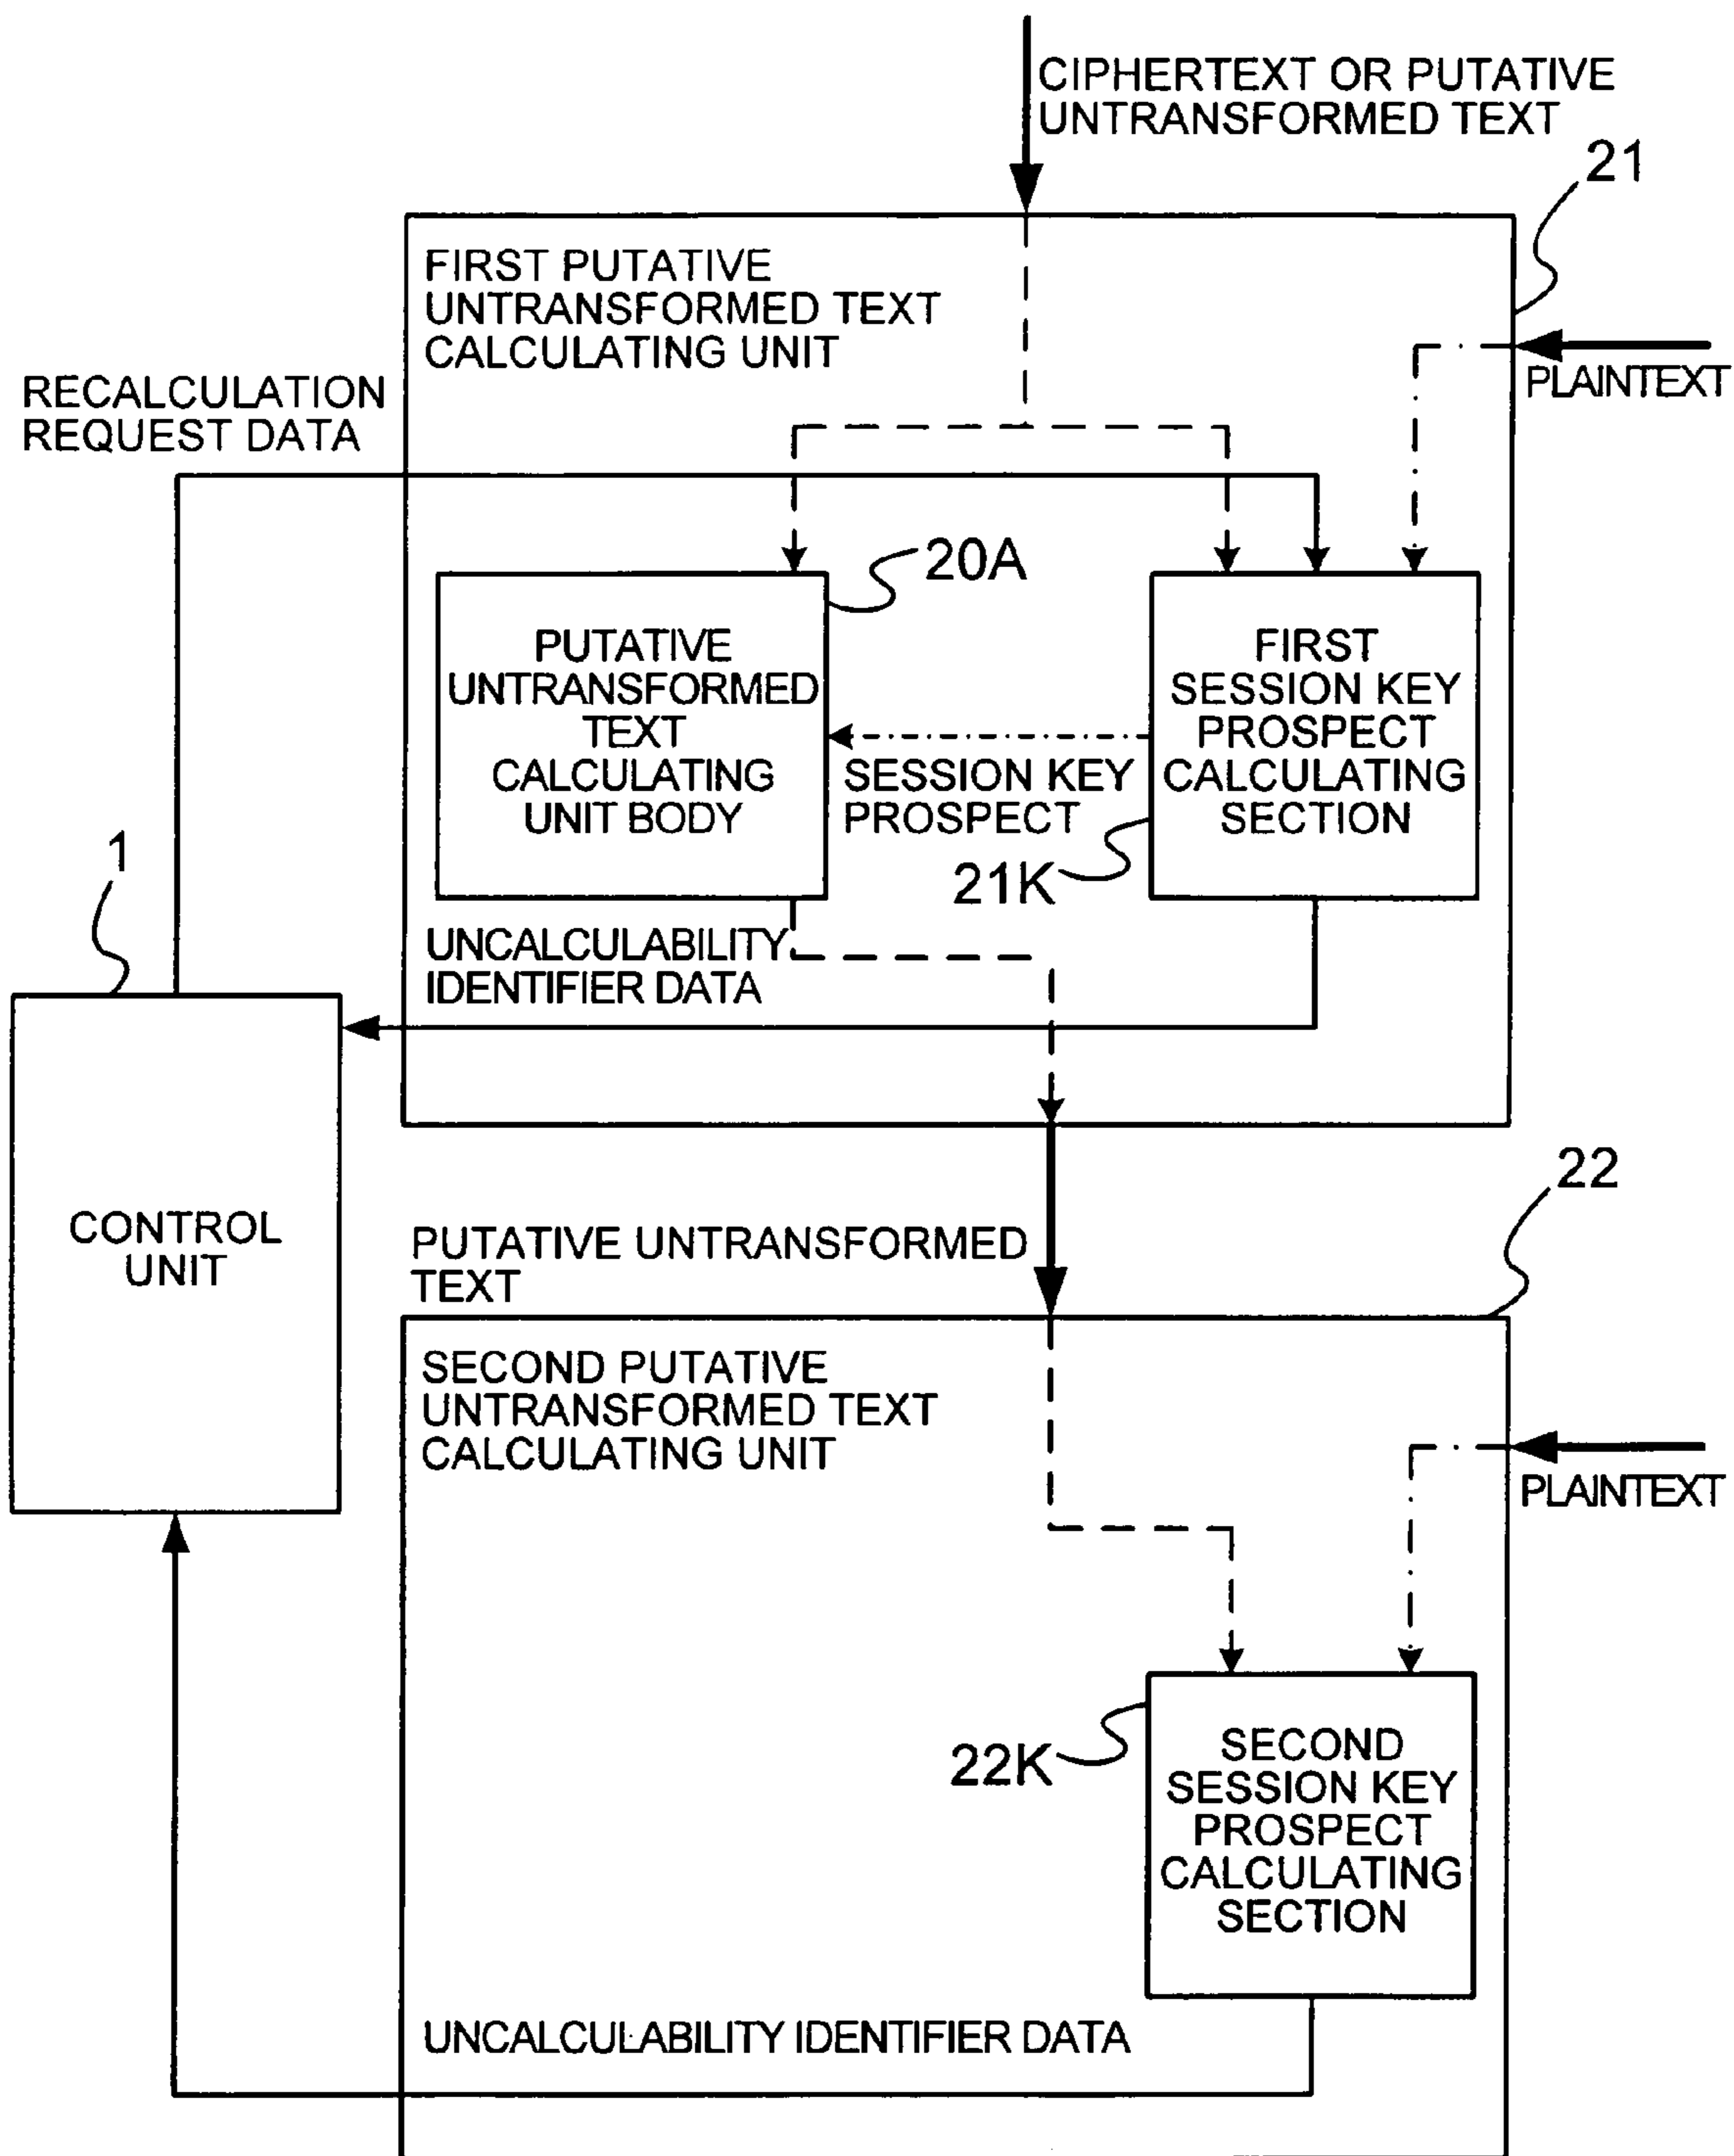 CIPHERTEXT OR PUTATIVE
UNTRANSFORMED TEXT
21
FIRST PUTATIVE
UNTRANSFORMED TEXT
CALCULATING UNIT
PLAINTEXT
RECALCULATION
REQUEST DATA
20A
PUTATIVE
UNTRANSFORMED
TEXT
CALCULATING
UNIT BODY
FIRST
SESSION KEY
PROSPECT
CALCULATING
SECTION
SESSION KEY
PROSPECT
21K
1
UNCALCULABILITY
IDENTIFIER DATA
CONTROL
UNIT
22
PUTATIVE UNTRANSFORMED
TEXT
SECOND PUTATIVE
UNTRANSFORMED TEXT
CALCULATING UNIT
PLAINTEXT
22K
SECOND
SESSION KEY
PROSPECT
CALCULATING
SECTION
UNCALCULABILITY IDENTIFIER DATA